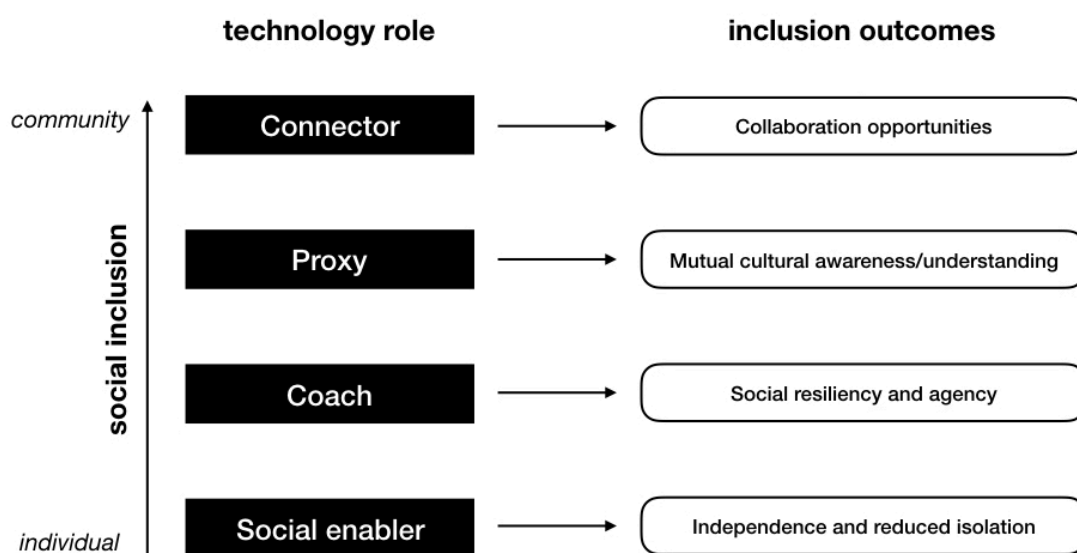 technology role
inclusion outcomes
community
Connector
Collaboration opportunities
social inclusion
Proxy
Mutual cultural awareness/understanding
Coach
Social resiliency and agency
individual
Social enabler
Independence and reduced isolation